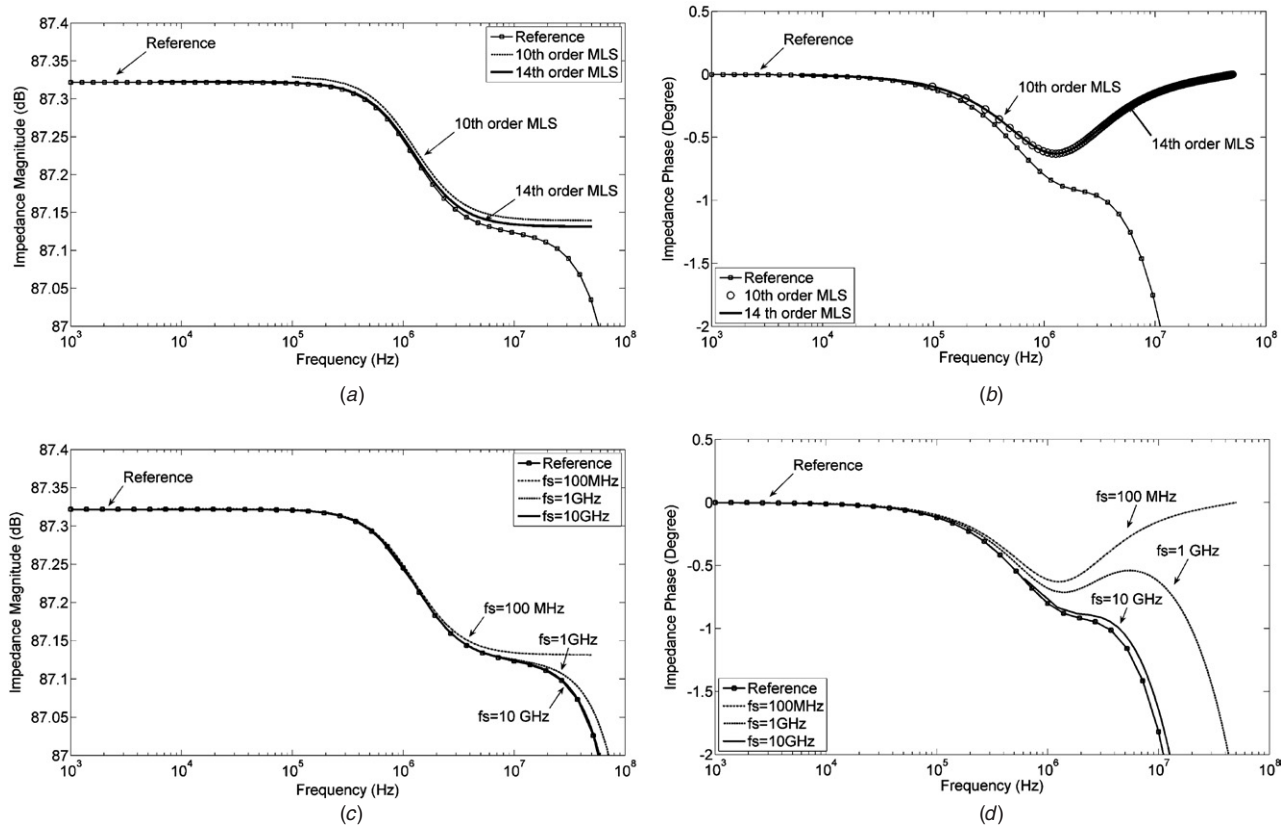 87.4
87.35
87.3
87.25
87.2
87.15
87.1
87.05
87
Impedance Magnitude (dB)
Reference
Reference
10th order MLS
14th order MLS
10th order MLS
14th order MLS
10^3
10^4
10^5
10^6
10^7
10^8
Frequency (Hz)
(a)
0.5
0
-0.5
-1
-1.5
-2
Impedance Phase (Degree)
Reference
10th order MLS
14th order MLS
Reference
10th order MLS
14 th order MLS
10^3
10^4
10^5
10^6
10^7
10^8
Frequency (Hz)
(b)
87.4
87.35
87.3
87.25
87.2
87.15
87.1
87.05
87
Impedance Magnitude (dB)
Reference
Reference
fs=100MHz
fs=1GHz
fs=10GHz
fs=100 MHz
fs=1GHz
fs=10 GHz
10^3
10^4
10^5
10^6
10^7
10^8
Frequency (Hz)
(c)
0.5
0
-0.5
-1
-1.5
-2
Impedance Phase (Degree)
Reference
fs=100 MHz
fs=1 GHz
fs=10 GHz
Reference
fs=100MHz
fs=1GHz
fs=10GHz
10^3
10^4
10^5
10^6
10^7
10^8
Frequency (Hz)
(d)